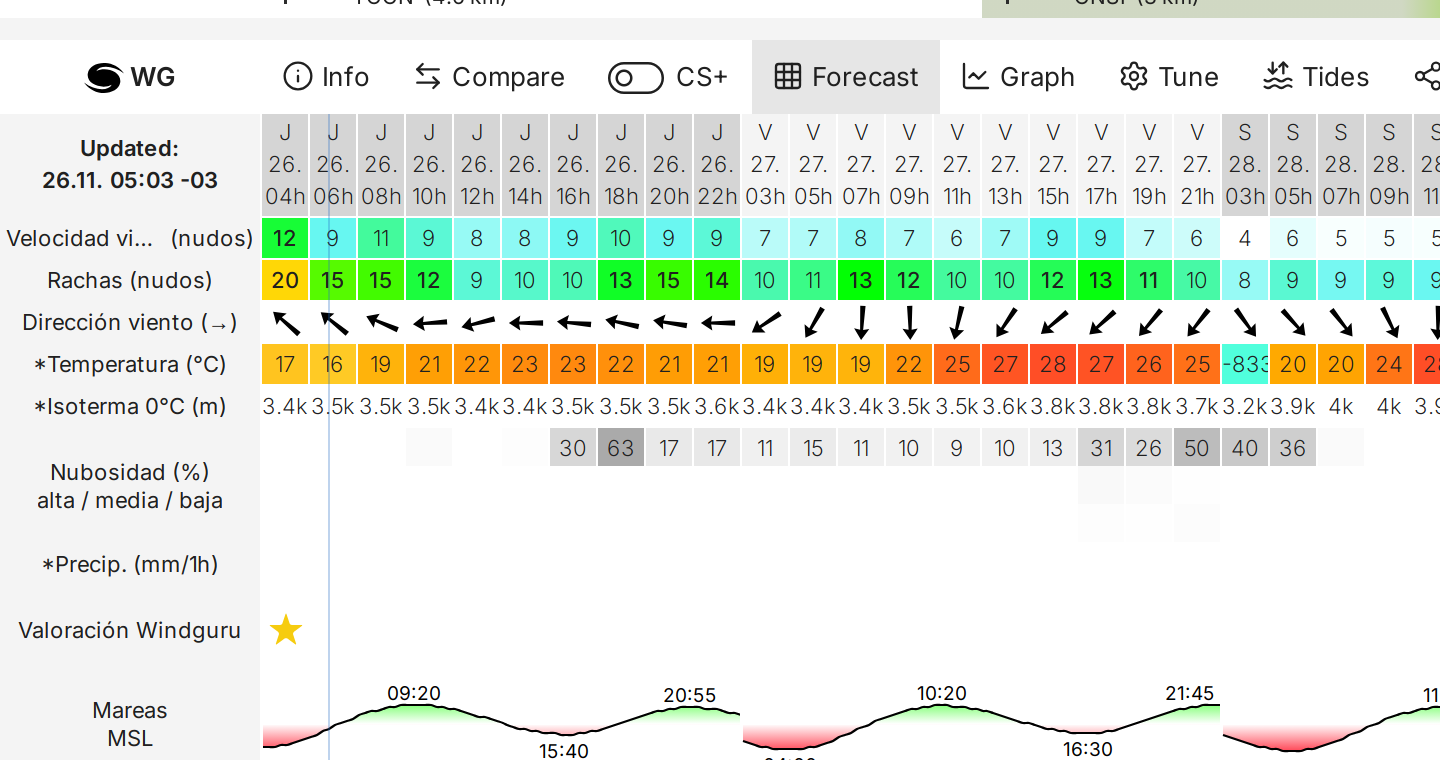 WG Info Compare CS+ Forecast Graph Tune Tides
Updated:
26.11. 05:03 -03
J J J J J J J J J J V V V V V V V V V V S S S S S
26. 26. 26. 26. 26. 26. 26. 26. 26. 26. 27. 27. 27. 27. 27. 27. 27. 27. 27. 27. 28. 28. 28. 28. 28
04h 06h 08h 10h 12h 14h 16h 18h 20h 22h 03h 05h 07h 09h 11h 13h 15h 17h 19h 21h 03h 05h 07h 09h 11
Velocidad vi... (nudos) 12 9 11 9 8 8 9 10 9 9 7 7 8 7 6 7 9 9 7 6 4 6 5 5 5
Rachas (nudos) 20 15 15 12 9 10 10 13 15 14 10 11 13 12 10 10 12 13 11 10 8 9 9 9 9
Dirección viento (→)
*Temperatura (°C) 17 16 19 21 22 23 23 22 21 21 19 19 19 22 25 27 28 27 26 25 -833 20 20 24 28
*Isoterma 0°C (m) 3.4k 3.5k 3.5k 3.5k 3.4k 3.4k 3.5k 3.5k 3.5k 3.6k 3.4k 3.4k 3.4k 3.5k 3.5k 3.6k 3.8k 3.8k 3.8k 3.7k 3.2k 3.9k 4k 4k 3.9
30 63 17 17 11 15 11 10 9 10 13 31 26 50 40 36
Nubosidad (%)
alta / media / baja
*Precip. (mm/1h)
Valoración Windguru
09:20 20:55 10:20 21:45 11
Mareas
MSL
15:40 16:30